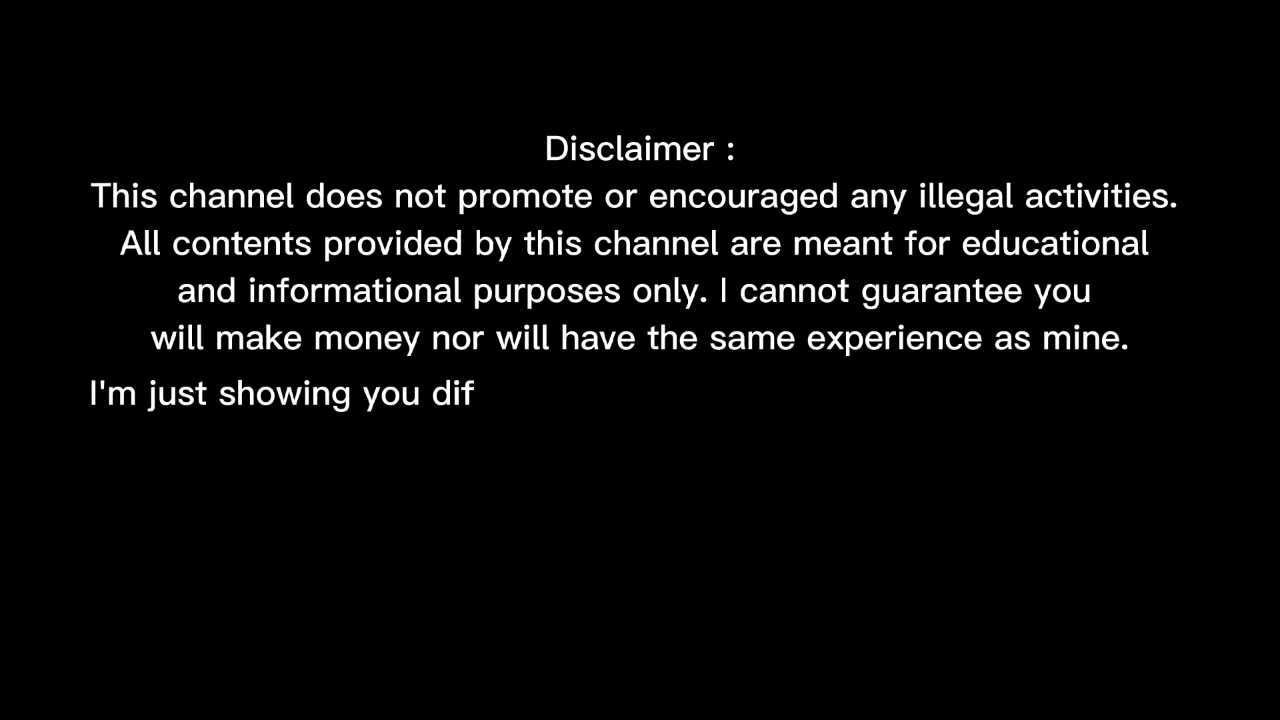 Disclaimer :
This channel does not promote or encouraged any illegal activities.
All contents provided by this channel are meant for educational
and informational purposes only. I cannot guarantee you
will make money nor will have the same experience as mine.
I'm just showing you dif